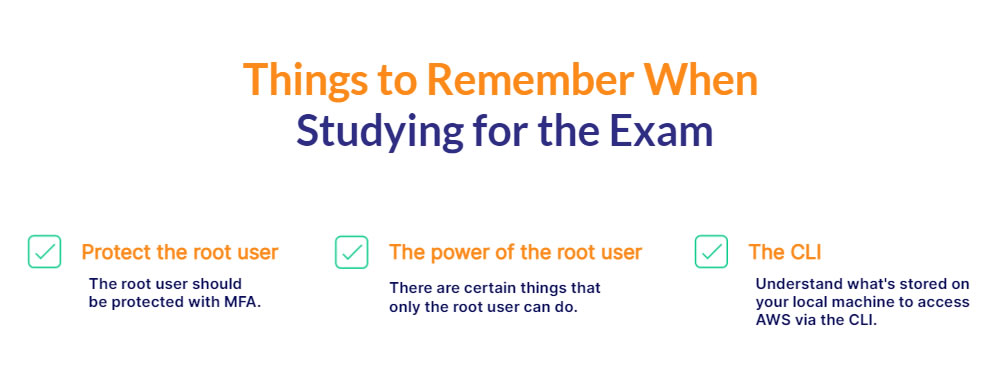 Things to Remember When
Studying for the Exam
Protect the root user
The root user should
be protected with MFA.
The power of the root user
There are certain things that
only the root user can do.
The CLI
Understand what's stored on
your local machine to access
AWS via the CLI.